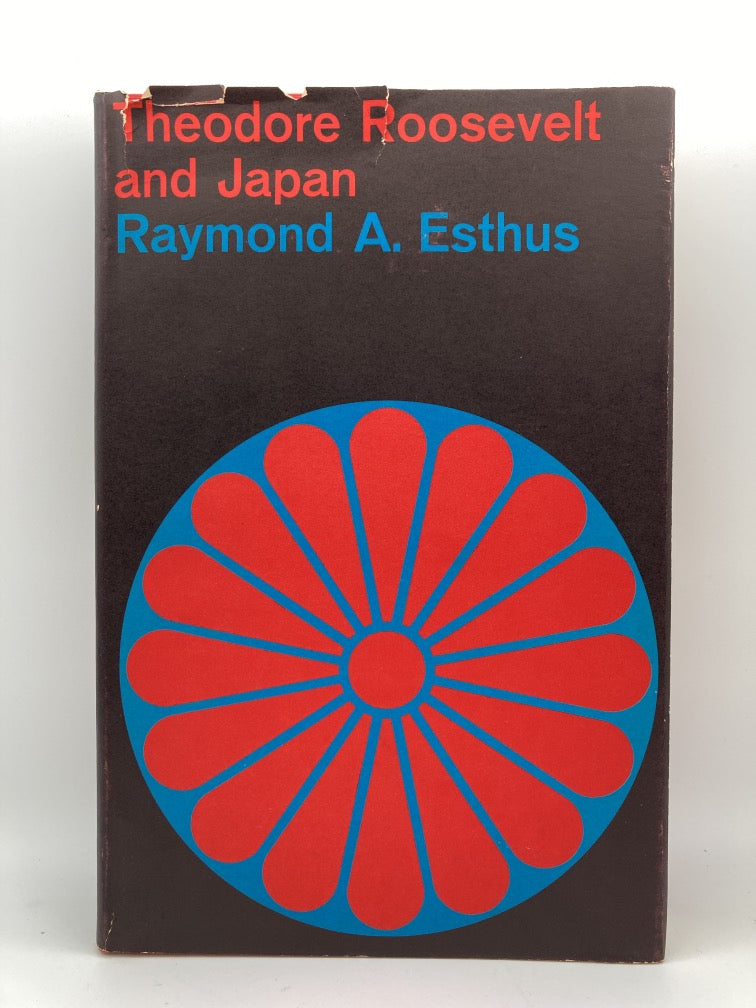 Theodore Roosevelt
and Japan
Raymond A. Esthus